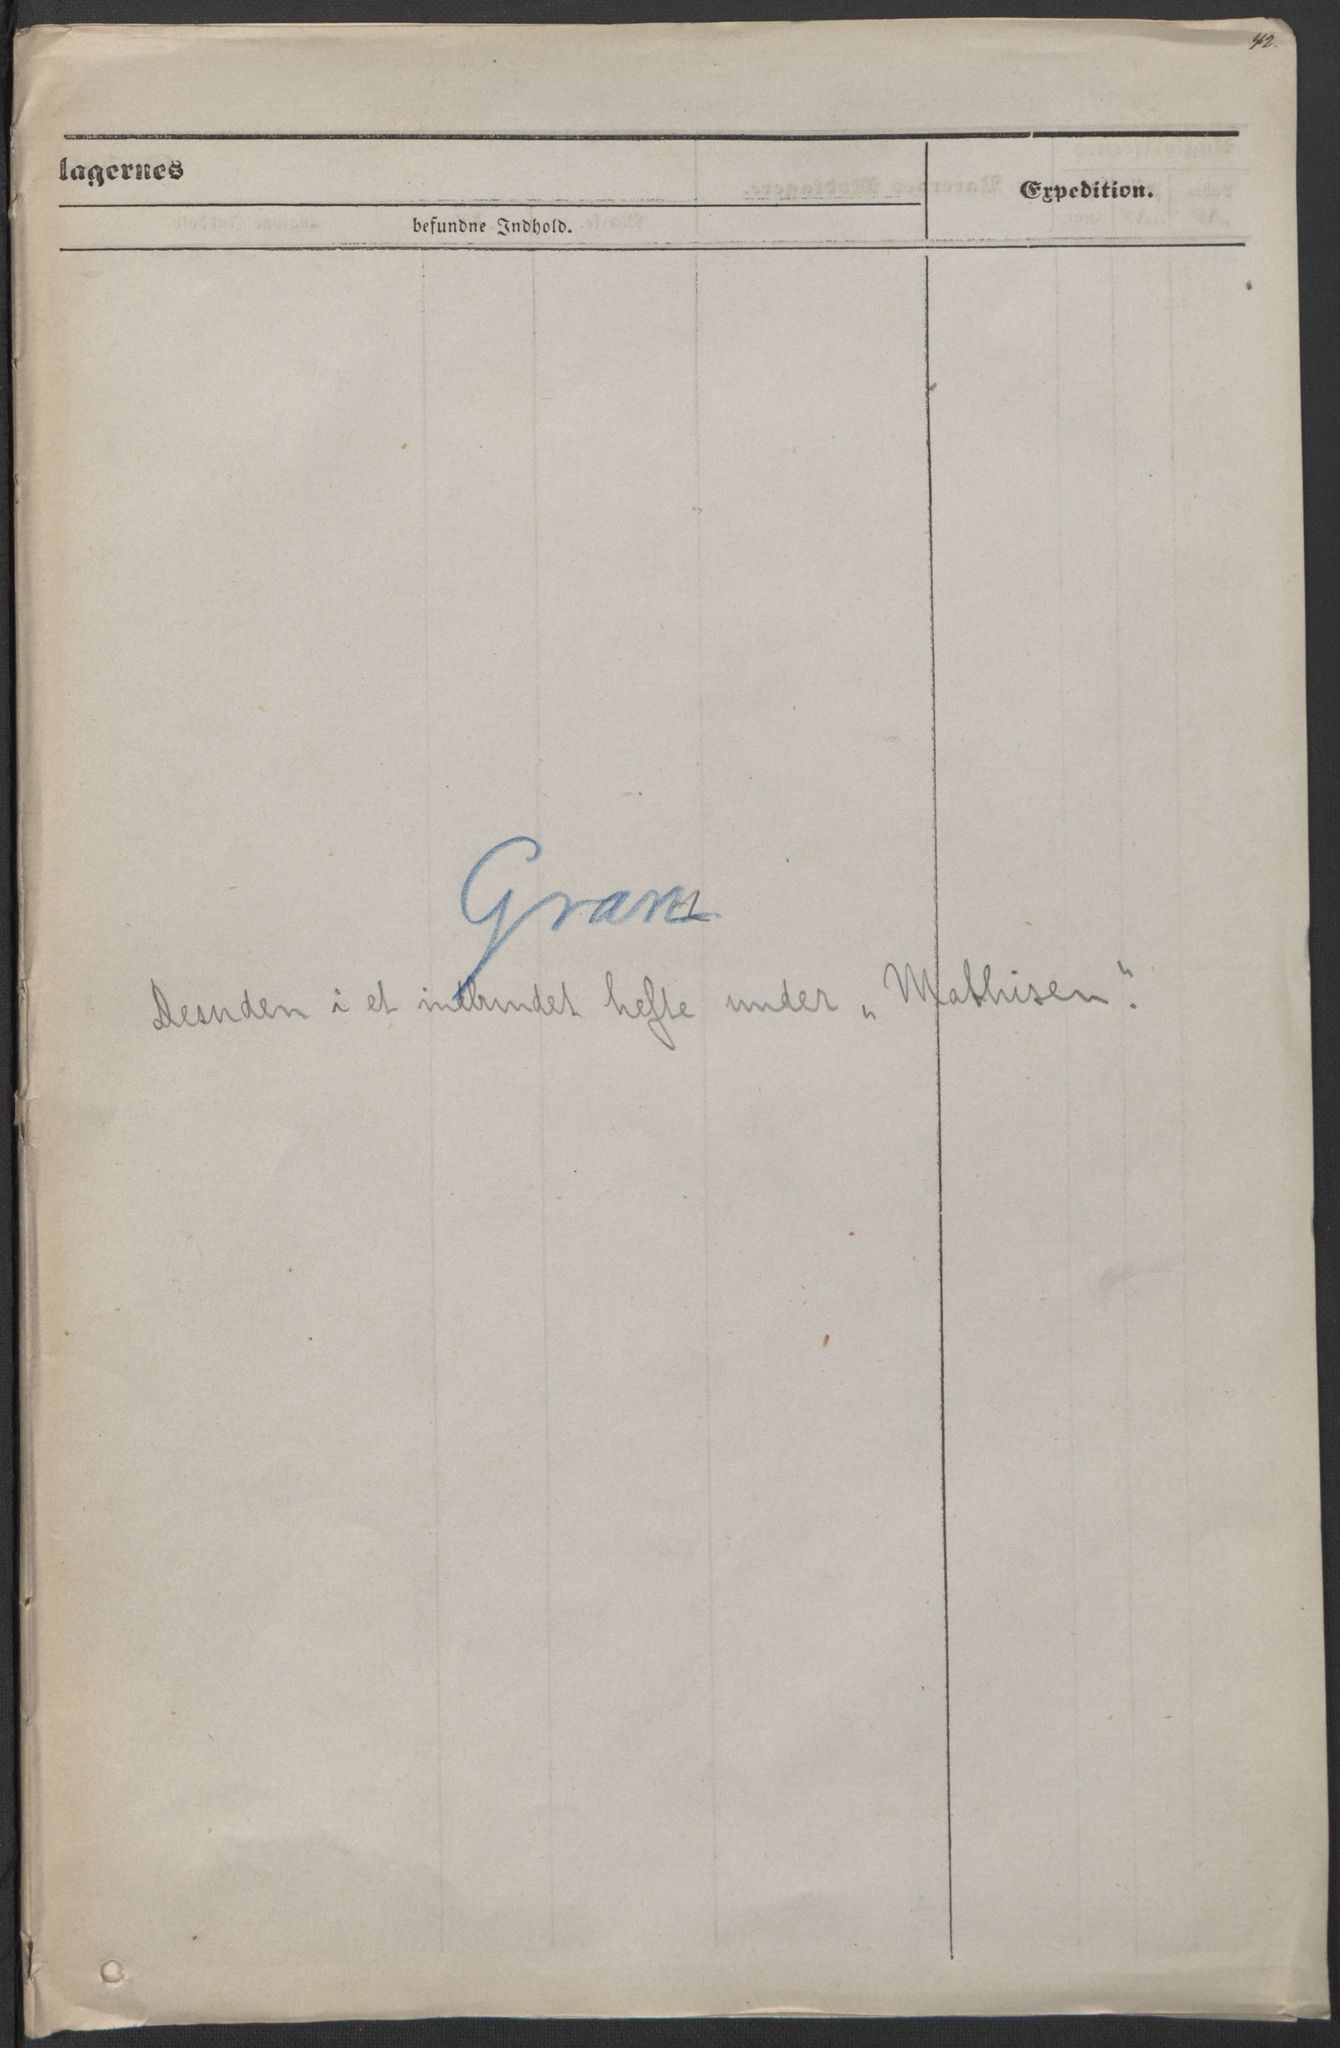 42.
lagernes
Expedition.
befundne Indhold.
Gran
Desuden i et indbundet hefte under „Mathisen".